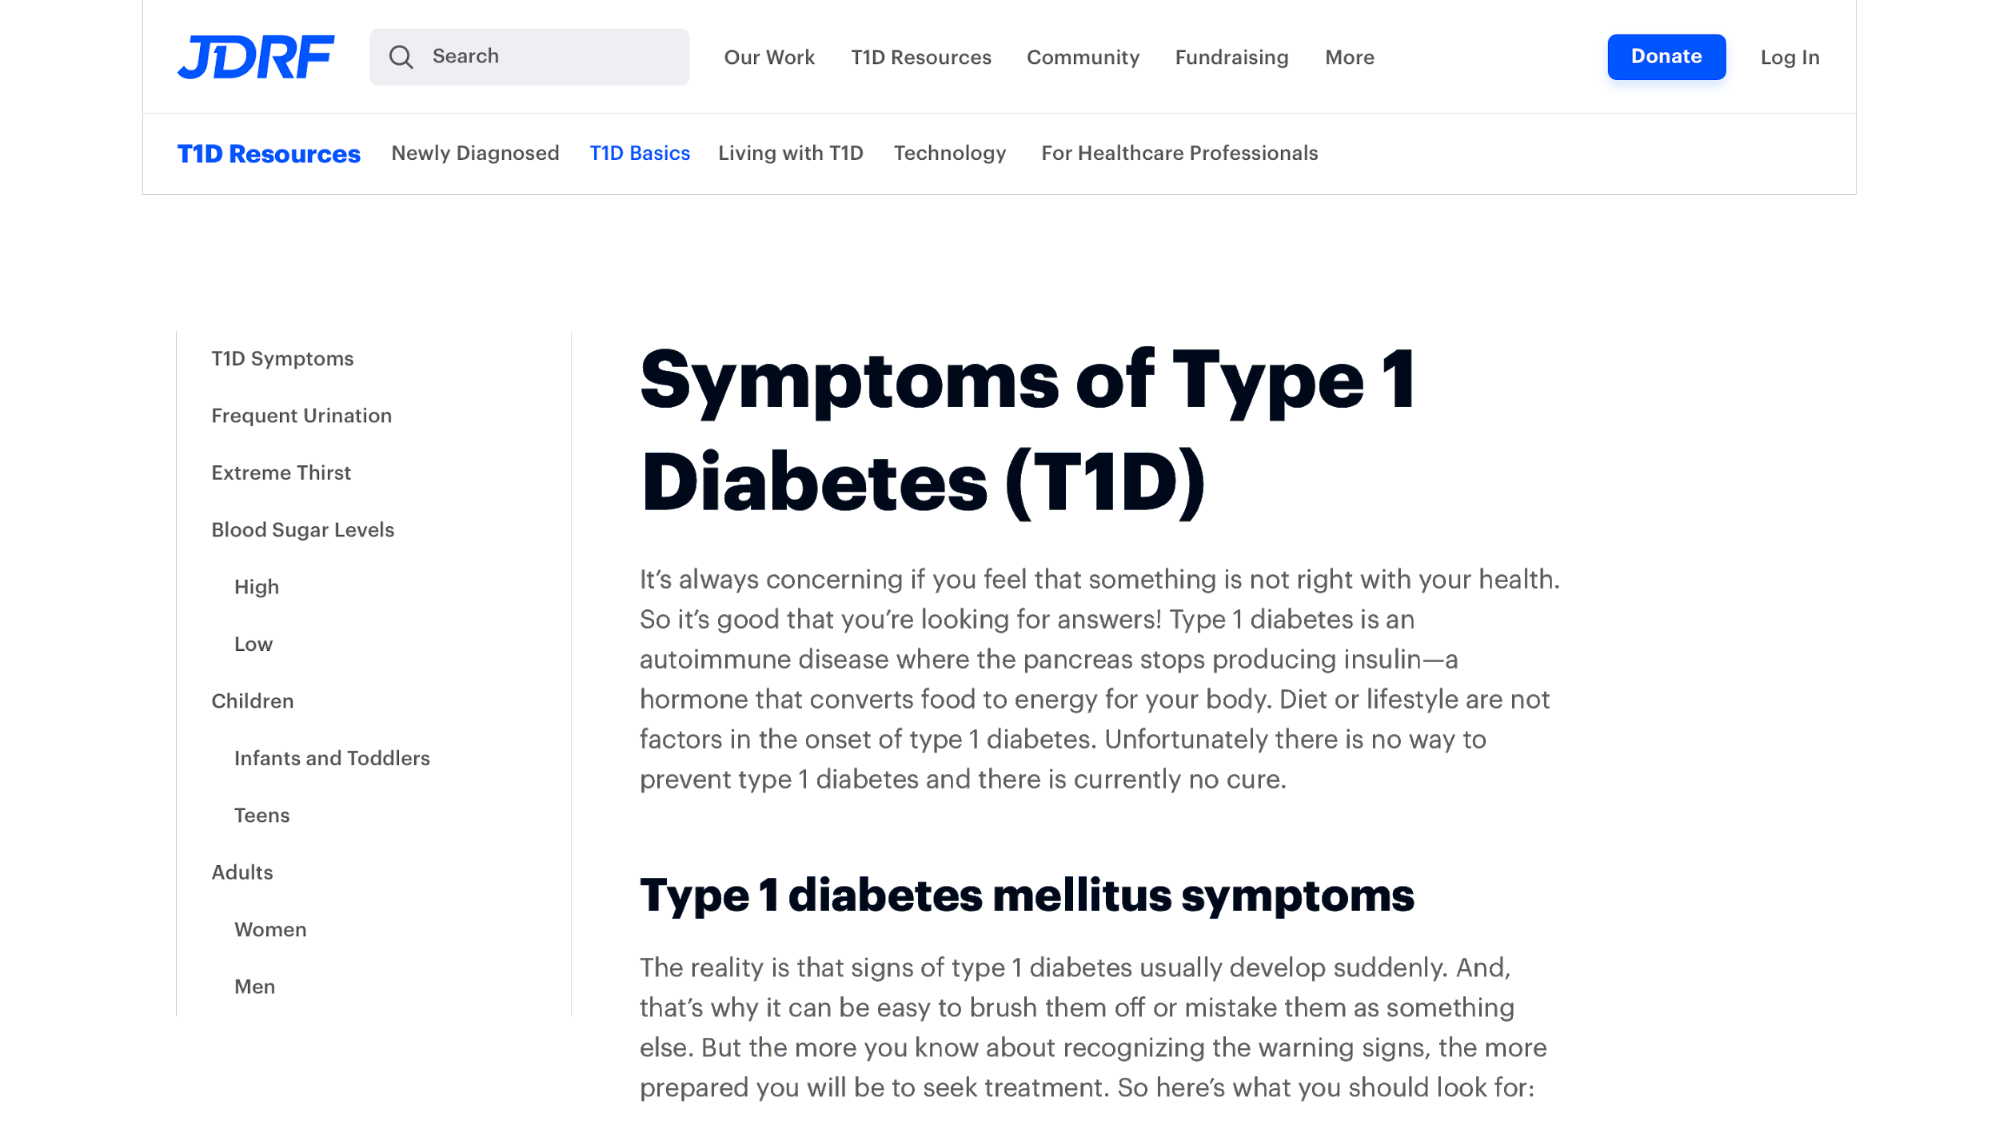 JDRF
Search
Our Work
T1D Resources
Community
Fundraising
More
Donate
Log In
T1D Resources
Newly Diagnosed
T1D Basics
Living with T1D
Technology
For Healthcare Professionals
T1D Symptoms
Frequent Urination
Extreme Thirst
Blood Sugar Levels
High
Low
Children
Infants and Toddlers
Teens
Adults
Women
Men
Symptoms of Type 1
Diabetes (T1D)
It’s always concerning if you feel that something is not right with your health.
So it’s good that you’re looking for answers! Type 1 diabetes is an
autoimmune disease where the pancreas stops producing insulin—a
hormone that converts food to energy for your body. Diet or lifestyle are not
factors in the onset of type 1 diabetes. Unfortunately there is no way to
prevent type 1 diabetes and there is currently no cure.
Type 1 diabetes mellitus symptoms
The reality is that signs of type 1 diabetes usually develop suddenly. And,
that’s why it can be easy to brush them off or mistake them as something
else. But the more you know about recognizing the warning signs, the more
prepared you will be to seek treatment. So here’s what you should look for: